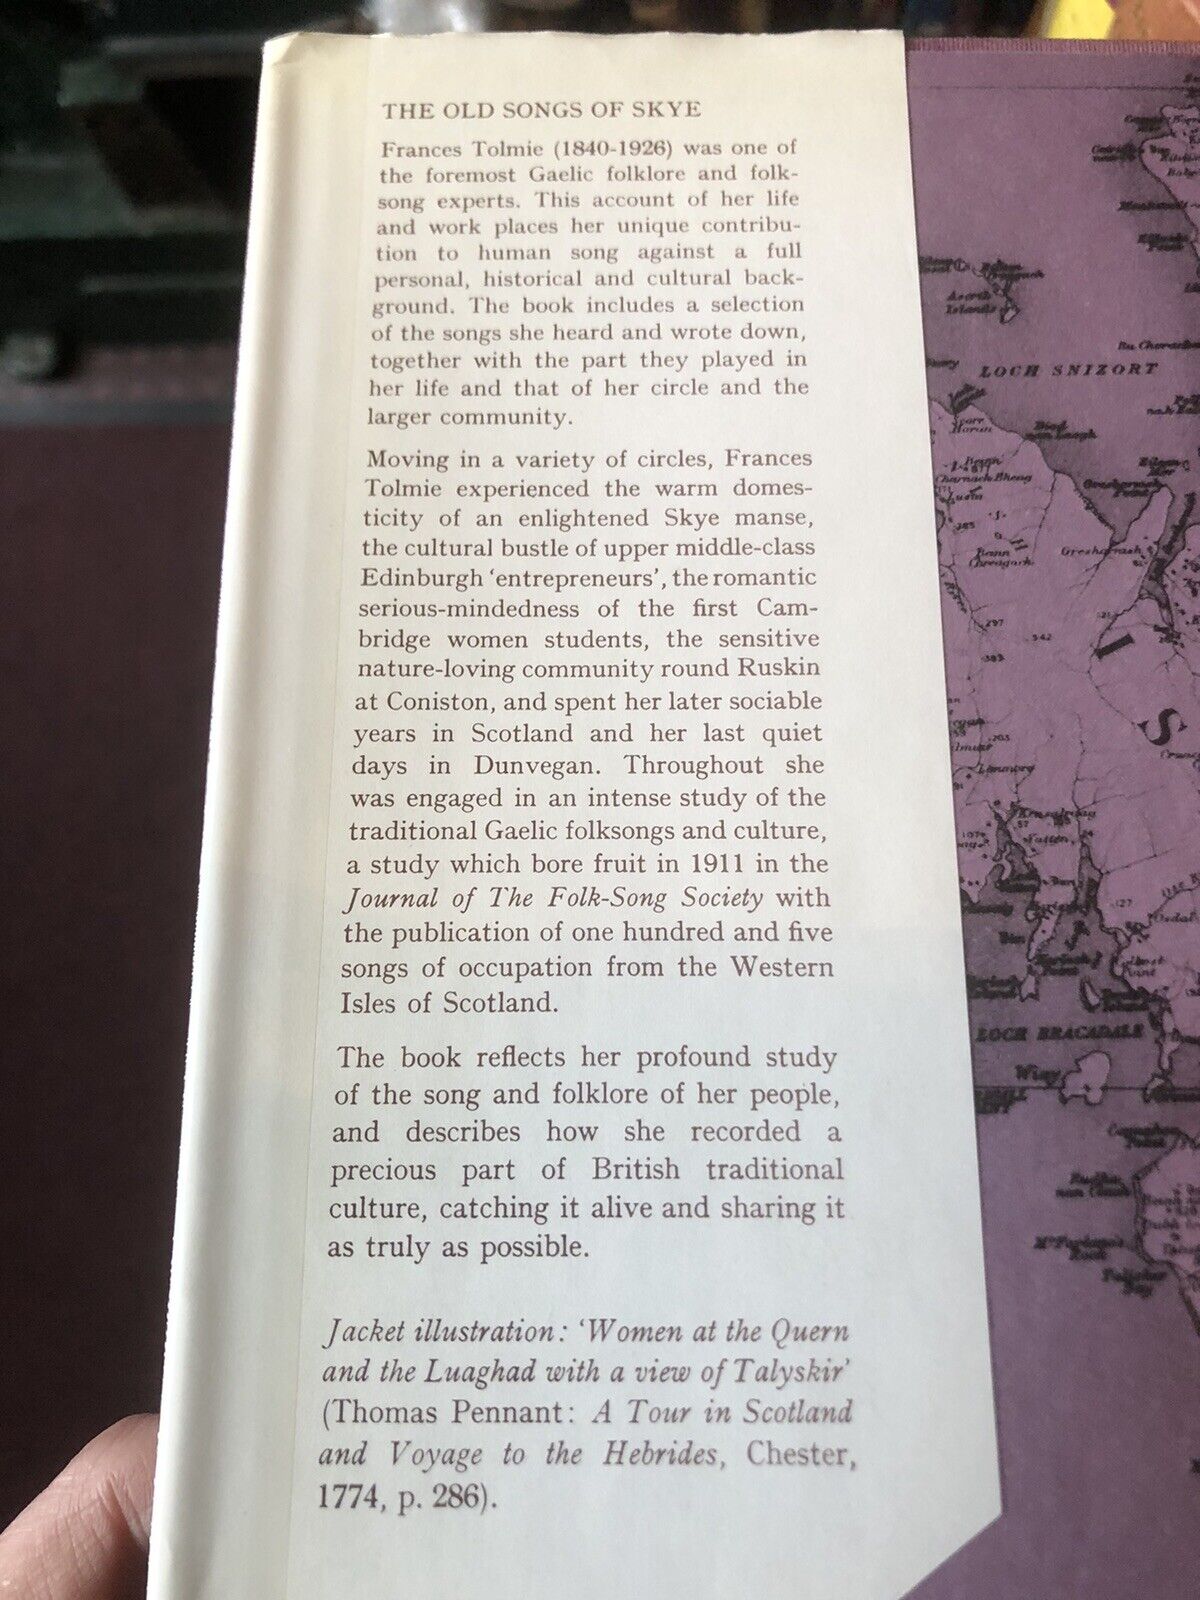 THE OLD SONGS OF SKYE
Frances Tolmie (1840-1926) was one of
the foremost Gaelic folklore and folk-
song experts. This account of her life
and work places her unique contribu-
tion to human song against a full
personal, historical and cultural back-
ground. The book includes a selection
of the songs she heard and wrote down,
together with the part they played in
her life and that of her circle and the
larger community.
Moving in a variety of circles, Frances
Tolmie experienced the warm domes-
ticity of an enlightened Skye manse,
the cultural bustle of upper middle-class
Edinburgh 'entrepreneurs', the romantic
serious-mindedness of the first Cam-
bridge women students, the sensitive
nature-loving community round Ruskin
at Coniston, and spent her later sociable
years in Scotland and her last quiet
days in Dunvegan. Throughout she
was engaged in an intense study of the
traditional Gaelic folksongs and culture,
a study which bore fruit in 1911 in the
Journal of The Folk-Song Society with
the publication of one hundred and five
songs of occupation from the Western
Isles of Scotland.
The book reflects her profound study
of the song and folklore of her people,
and describes how she recorded a
precious part of British traditional
culture, catching it alive and sharing it
as truly as possible.
Jacket illustration: 'Women at the Quern
and the Luaghad with a view of Talyskir'
(Thomas Pennant: A Tour in Scotland
and Voyage to the Hebrides, Chester,
1774, p. 286).
Ascrib
Islands
LOCH SNIZORT
Greshornish
297
542
383
Lammore
127
LOCH BRACADALE
Wiay
S